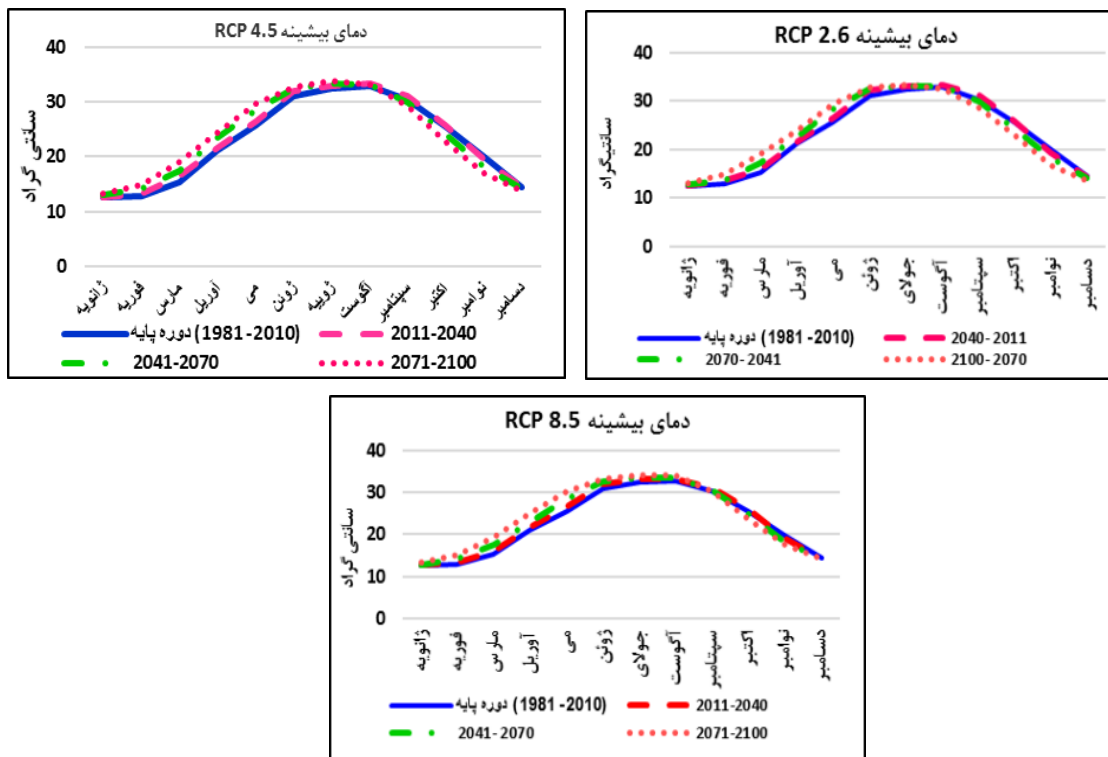 دمای بیشینه RCP 4.5
سانتی گراد
40
30
20
10
0
ژانویه
فوریه
مارس
آوریل
می
ژوئن
ژوییه
آگوست
سپتامبر
اکتبر
نوامبر
دسامبر
دوره پایه (1981-2010)
2011-2040
2041-2070
2071-2100
دمای بیشینه RCP 2.6
سانتیگراد
40
30
20
10
0
ژانویه
فوریه
مارس
آوریل
می
ژوئن
جولای
آگوست
سپتامبر
اکتبر
نوامبر
دسامبر
دوره پایه (1981-2010)
2040-2011
2070-2041
2100-2070
دمای بیشینه RCP 8.5
سانتی گراد
40
30
20
10
0
ژانویه
فوریه
مارس
آوریل
می
ژوئن
جولای
آگوست
سپتامبر
اکتبر
نوامبر
دسامبر
دوره پایه (1981-2010)
2011-2040
2041-2070
2071-2100